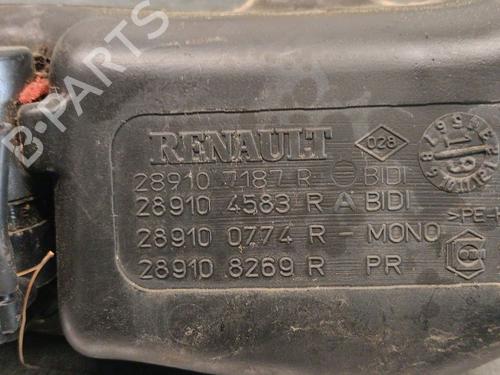 B-PARTS
RENAULT 028
28910 7187 R - BIDI
28910 4583 R A BIDI
28910 0774 R - MONO >PE-
28910 8269 R PR